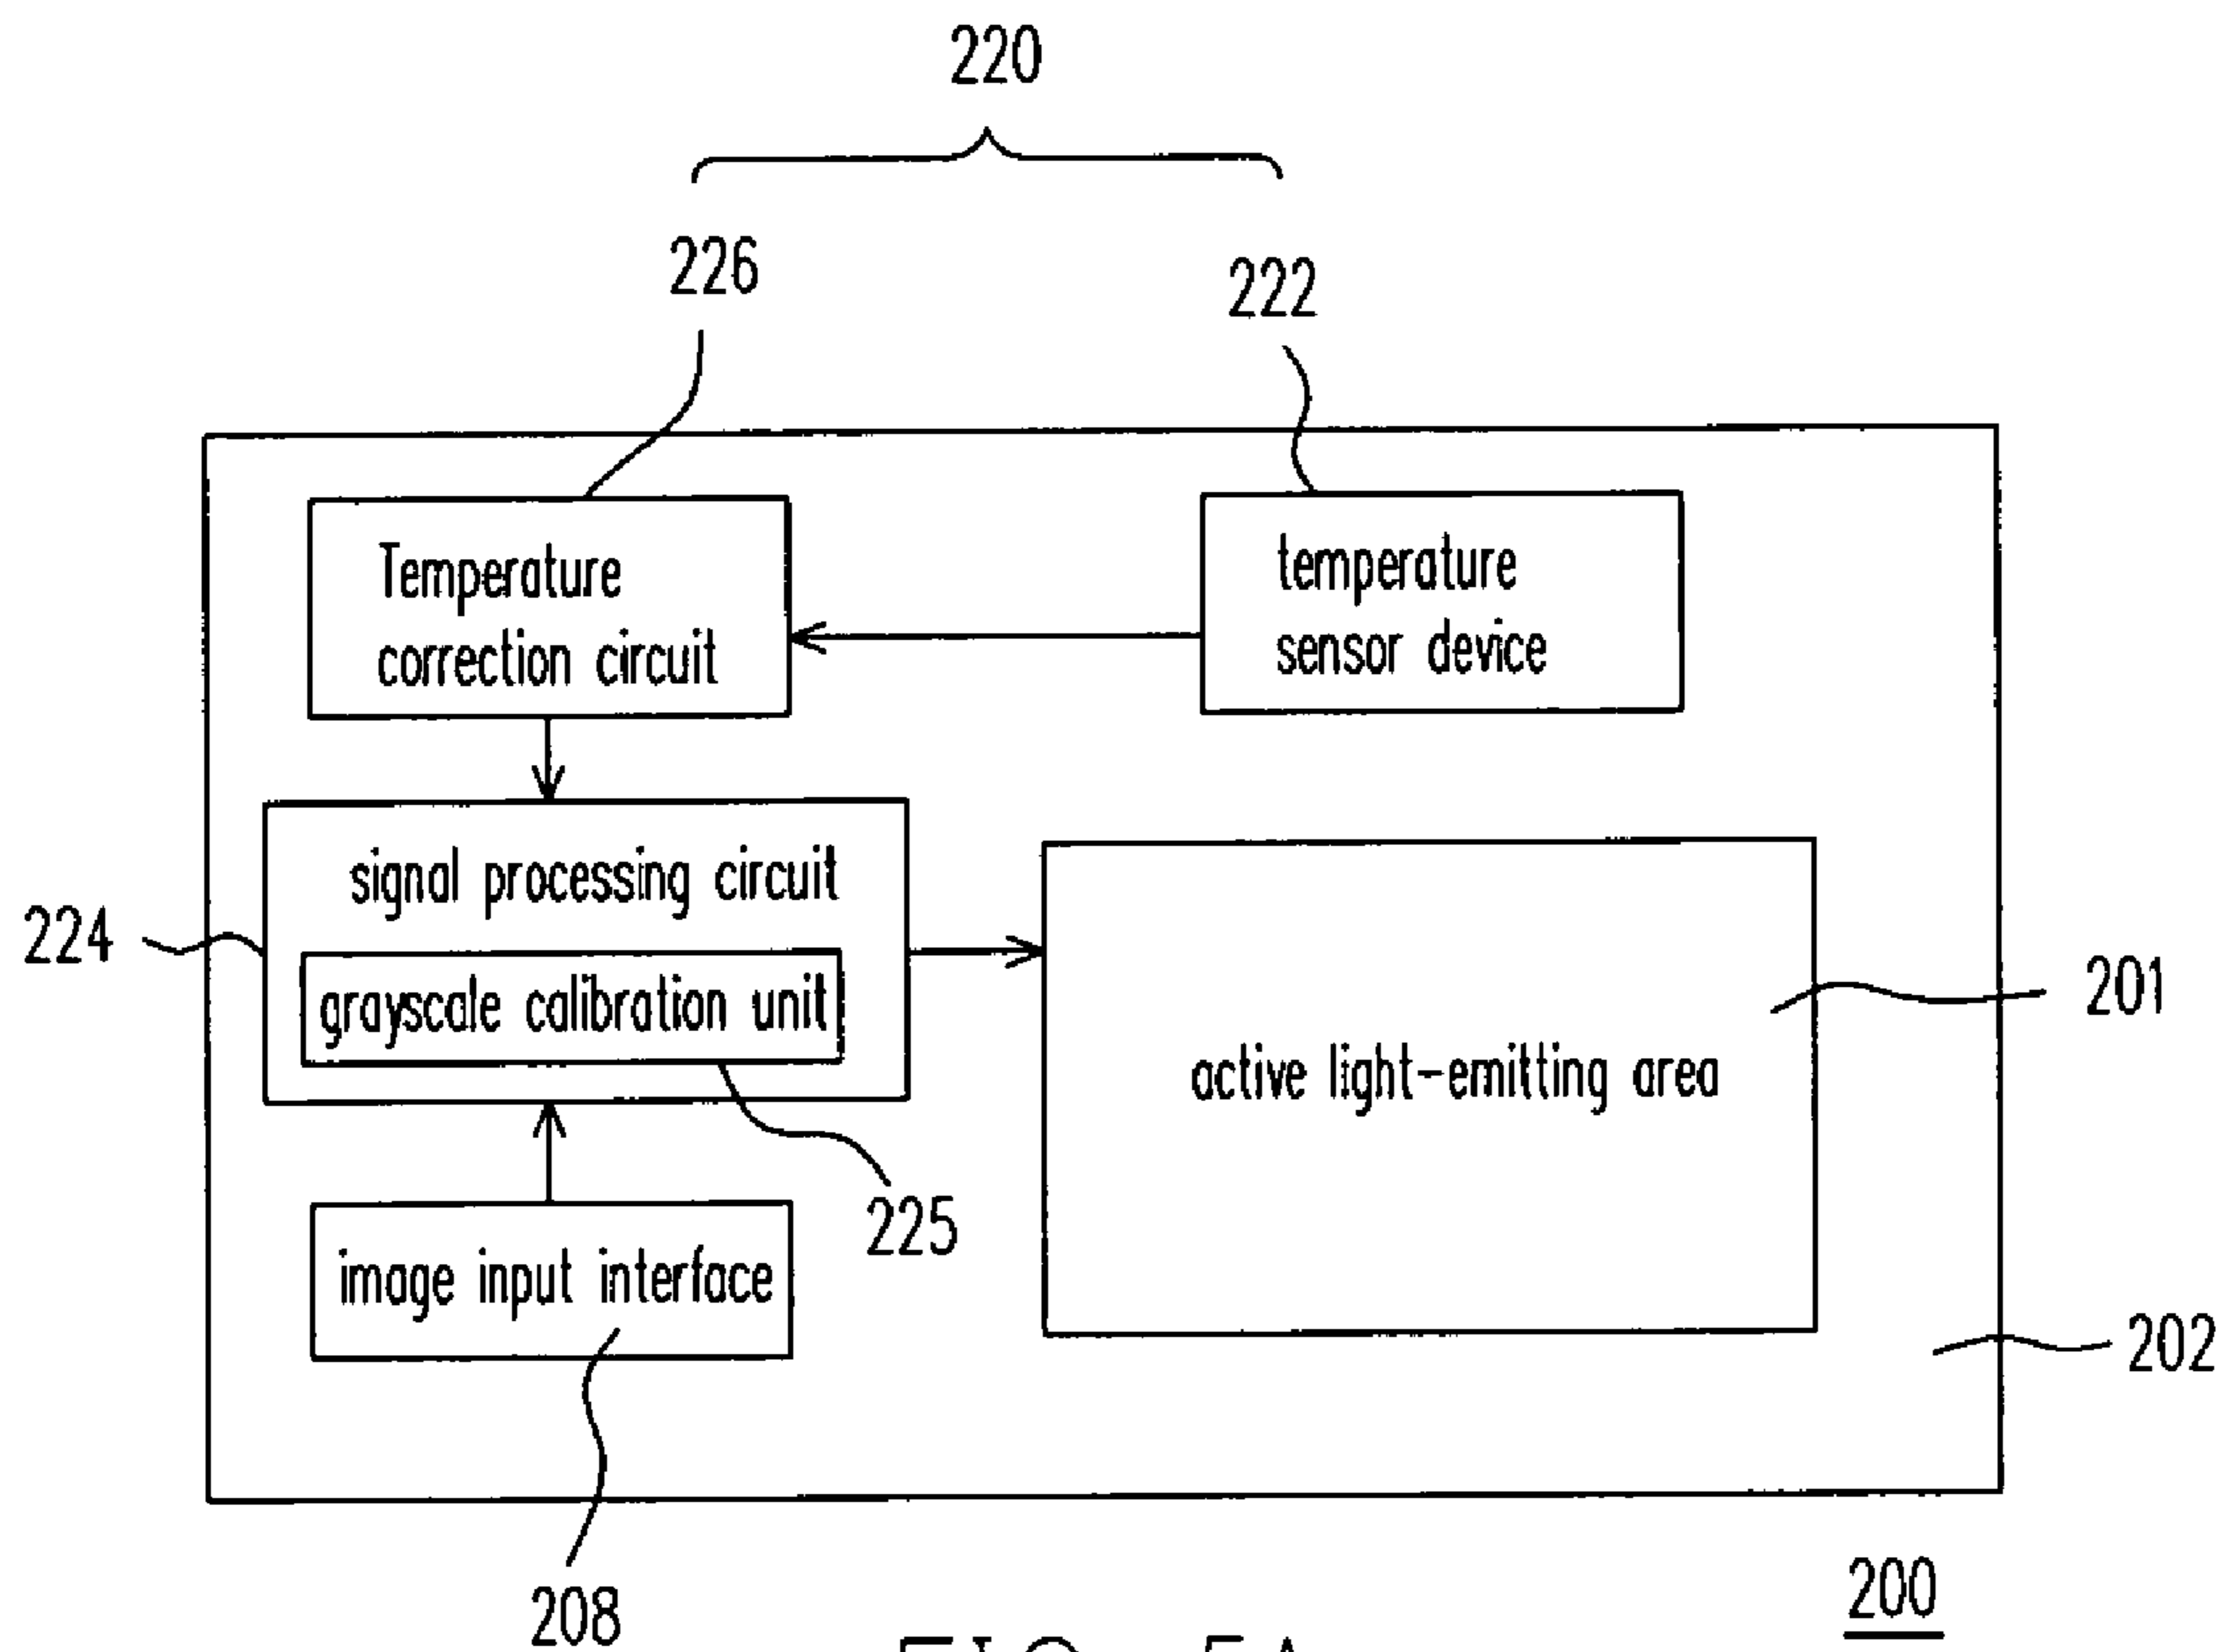 220
226
222
Temperature
correction circuit
temperature
sensor device
signal processing circuit
224
grayscale calibration unit
201
active light-emitting area
225
image input interface
202
208
200